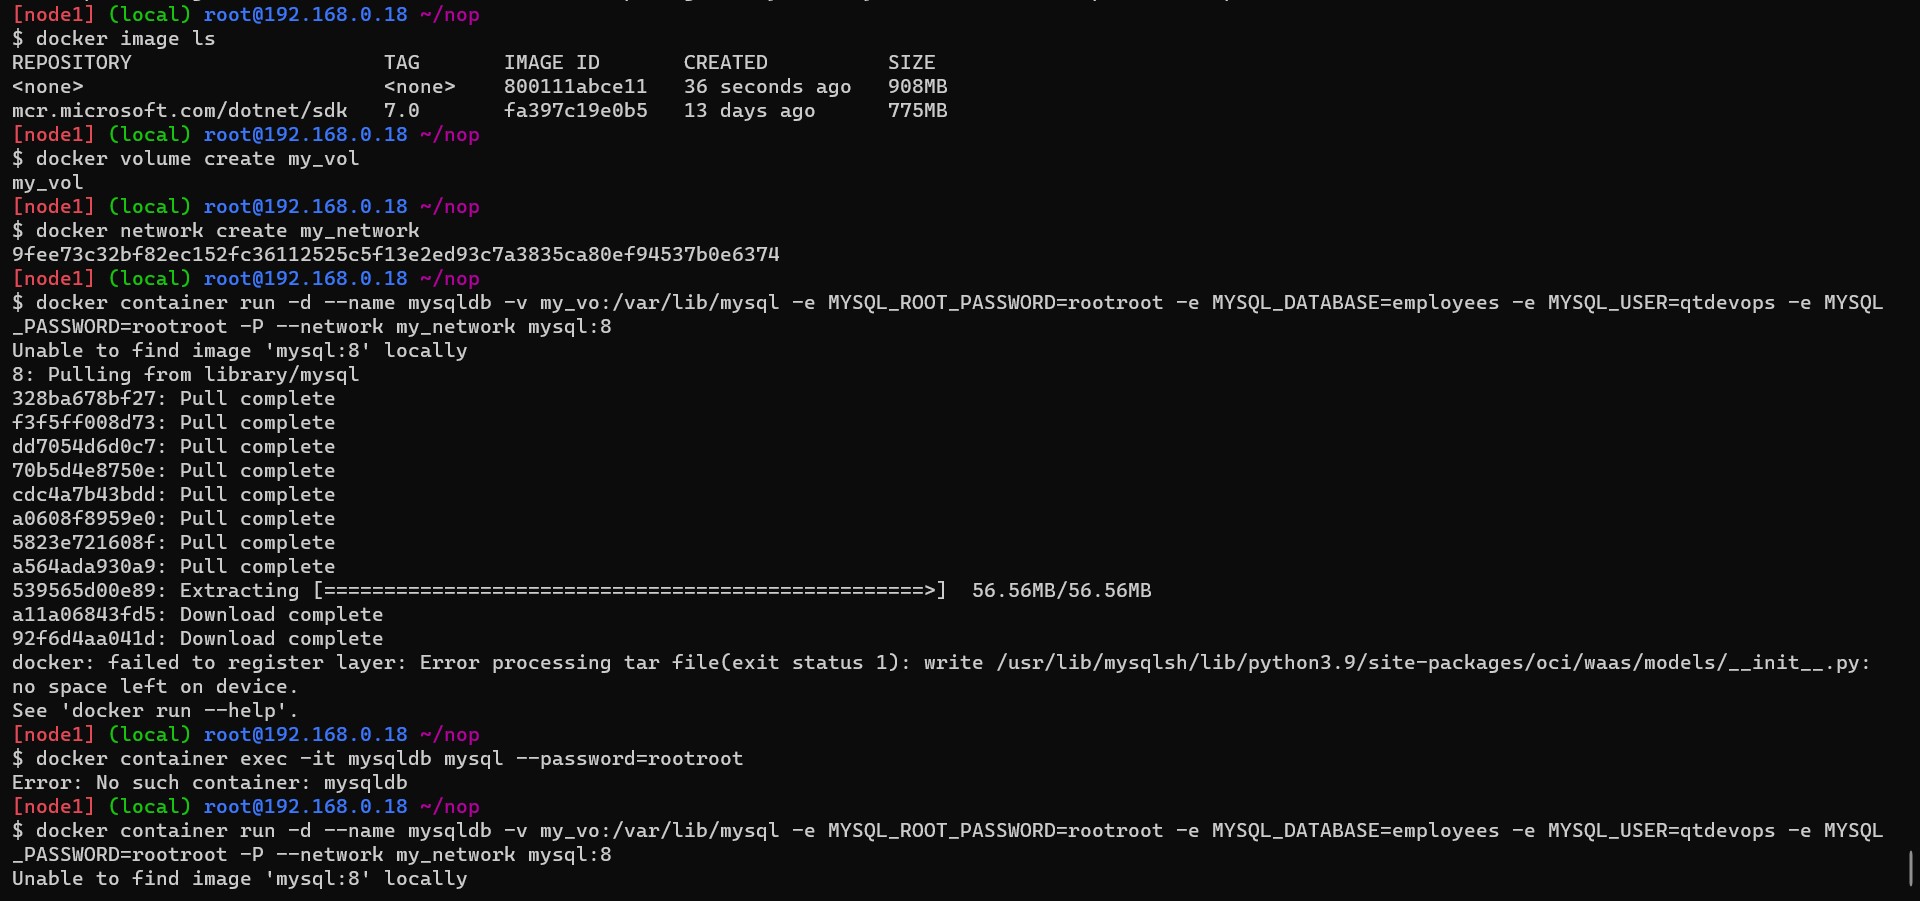 [node1] (local) root@192.168.0.18 ~/nop
$ docker image ls
REPOSITORY                     TAG       IMAGE ID       CREATED          SIZE
<none>                         <none>    800111abce11   36 seconds ago   908MB
mcr.microsoft.com/dotnet/sdk   7.0       fa397c19e0b5   13 days ago      775MB
[node1] (local) root@192.168.0.18 ~/nop
$ docker volume create my_vol
my_vol
[node1] (local) root@192.168.0.18 ~/nop
$ docker network create my_network
9fee73c32bf82ec152fc36112525c5f13e2ed93c7a3835ca80ef94537b0e6374
[node1] (local) root@192.168.0.18 ~/nop
$ docker container run -d --name mysqldb -v my_vo:/var/lib/mysql -e MYSQL_ROOT_PASSWORD=rootroot -e MYSQL_DATABASE=employees -e MYSQL_USER=qtdevops -e MYSQL
_PASSWORD=rootroot -P --network my_network mysql:8
Unable to find image 'mysql:8' locally
8: Pulling from library/mysql
328ba678bf27: Pull complete
f3f5ff008d73: Pull complete
dd7054d6d0c7: Pull complete
70b5d4e8750e: Pull complete
cdc4a7b43bdd: Pull complete
a0608f8959e0: Pull complete
5823e721608f: Pull complete
a564ada930a9: Pull complete
539565d00e89: Extracting [==================================================>]  56.56MB/56.56MB
a11a06843fd5: Download complete
92f6d4aa041d: Download complete
docker: failed to register layer: Error processing tar file(exit status 1): write /usr/lib/mysqlsh/lib/python3.9/site-packages/oci/waas/models/__init__.py:
no space left on device.
See 'docker run --help'.
[node1] (local) root@192.168.0.18 ~/nop
$ docker container exec -it mysqldb mysql --password=rootroot
Error: No such container: mysqldb
[node1] (local) root@192.168.0.18 ~/nop
$ docker container run -d --name mysqldb -v my_vo:/var/lib/mysql -e MYSQL_ROOT_PASSWORD=rootroot -e MYSQL_DATABASE=employees -e MYSQL_USER=qtdevops -e MYSQL
_PASSWORD=rootroot -P --network my_network mysql:8
Unable to find image 'mysql:8' locally